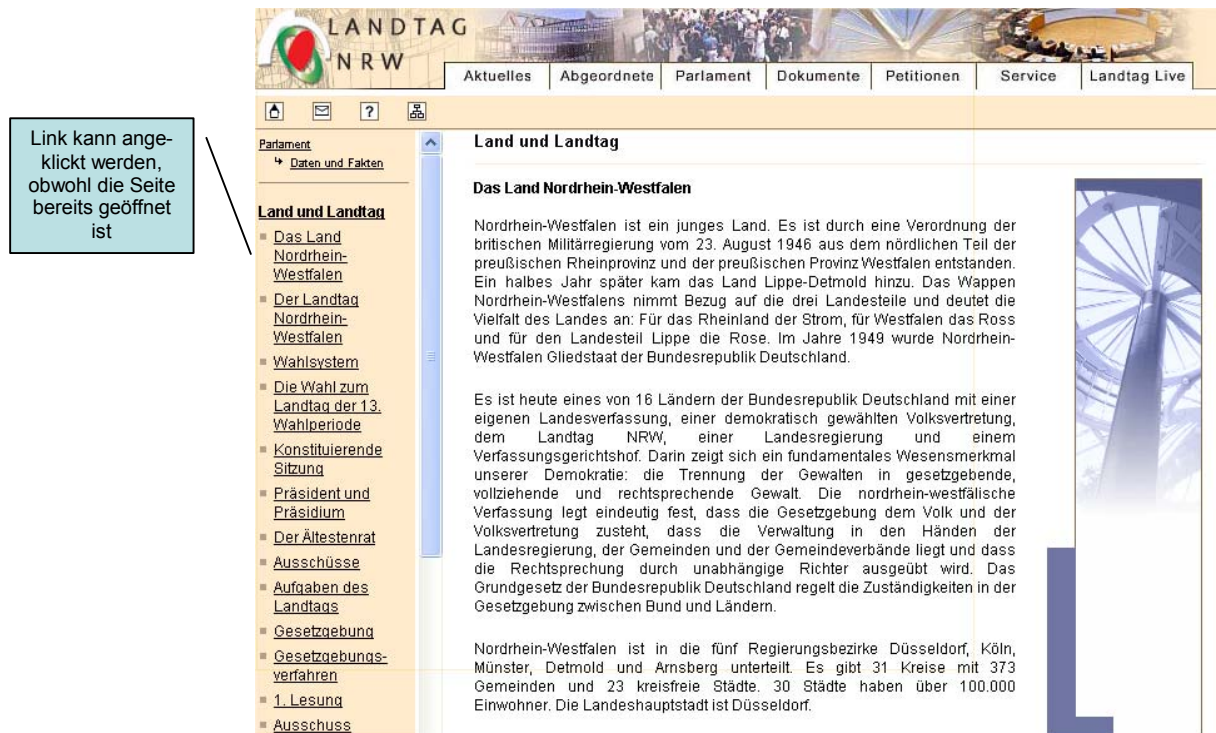 LANDTAG
NRW
Aktuelles
Abgeordnete
Parlament
Dokumente
Petitionen
Service
Landtag Live
?
Link kann ange-
klickt werden,
obwohl die Seite
bereits geöffnet
ist
Parlament
Daten und Fakten
Land und Landtag
Das Land
Nordrhein-
Westfalen
Der Landtag
Nordrhein-
Westfalen
Wahlsystem
Die Wahl zum
Landtag der 13.
Wahlperiode
Konstituierende
Sitzung
Präsident und
Präsidium
Der Ältestenrat
Ausschüsse
Aufgaben des
Landtags
Gesetzgebung
Gesetzgebungs-
verfahren
1. Lesung
Ausschuss
Land und Landtag
Das Land Nordrhein-Westfalen
Nordrhein-Westfalen ist ein junges Land. Es ist durch eine Verordnung der
britischen Militärregierung vom 23. August 1946 aus dem nördlichen Teil der
preußischen Rheinprovinz und der preußischen Provinz Westfalen entstanden.
Ein halbes Jahr später kam das Land Lippe-Detmold hinzu. Das Wappen
Nordrhein-Westfalens nimmt Bezug auf die drei Landesteile und deutet die
Vielfalt des Landes an: Für das Rheinland der Strom, für Westfalen das Ross
und für den Landesteil Lippe die Rose. Im Jahre 1949 wurde Nordrhein-
Westfalen Gliedstaat der Bundesrepublik Deutschland.
Es ist heute eines von 16 Ländern der Bundesrepublik Deutschland mit einer
eigenen Landesverfassung, einer demokratisch gewählten Volksvertretung,
dem Landtag NRW, einer Landesregierung und einem
Verfassungsgerichtshof. Darin zeigt sich ein fundamentales Wesensmerkmal
unserer Demokratie: die Trennung der Gewalten in gesetzgebende,
vollziehende und rechtsprechende Gewalt. Die nordrhein-westfälische
Verfassung legt eindeutig fest, dass die Gesetzgebung dem Volk und der
Volksvertretung zusteht, dass die Verwaltung in den Händen der
Landesregierung, der Gemeinden und der Gemeindeverbände liegt und dass
die Rechtsprechung durch unabhängige Richter ausgeübt wird. Das
Grundgesetz der Bundesrepublik Deutschland regelt die Zuständigkeiten in der
Gesetzgebung zwischen Bund und Ländern.
Nordrhein-Westfalen ist in die fünf Regierungsbezirke Düsseldorf, Köln,
Münster, Detmold und Arnsberg unterteilt. Es gibt 31 Kreise mit 373
Gemeinden und 23 kreisfreie Städte. 30 Städte haben über 100.000
Einwohner. Die Landeshauptstadt ist Düsseldorf.